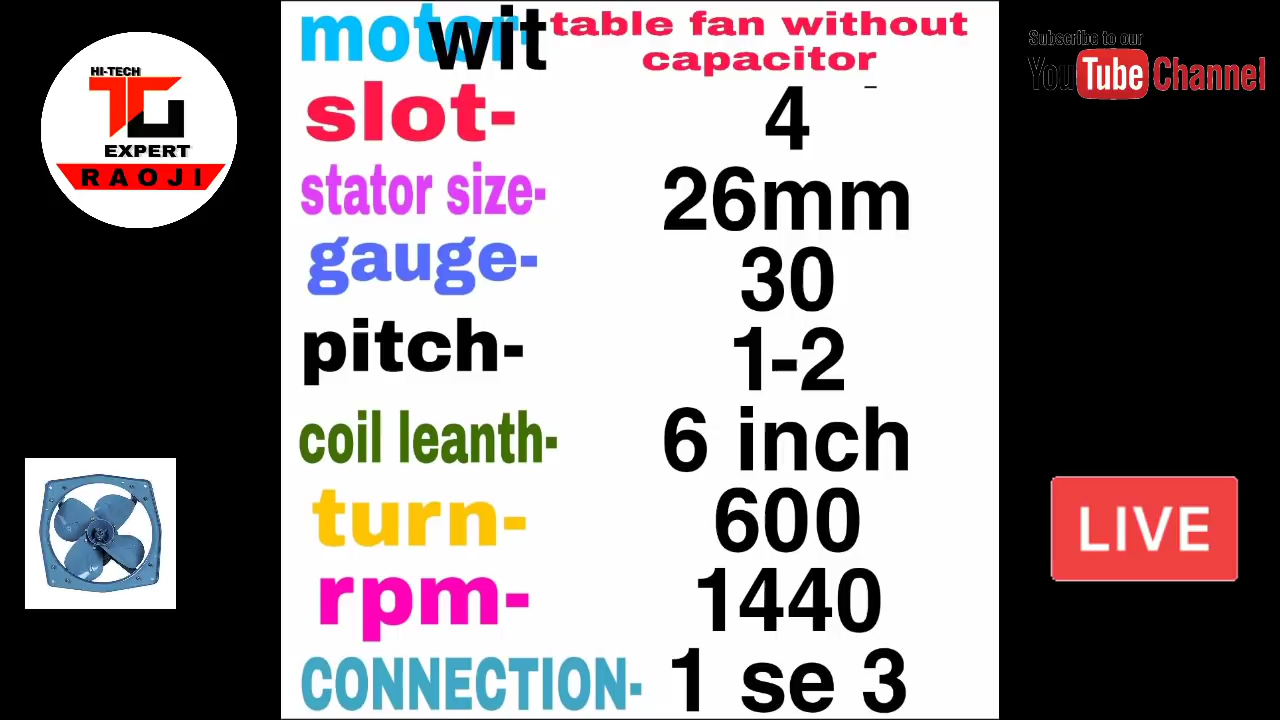 motor- wit table fan without
capacitor
slot- 4
stator size- 26mm
gauge- 30
pitch- 1-2
coil leanth- 6 inch
turn- 600
rpm- 1440
CONNECTION- 1 se 3
HI-TECH
TG
EXPERT
RAOJI
Subscribe to our
YouTube Channel
LIVE